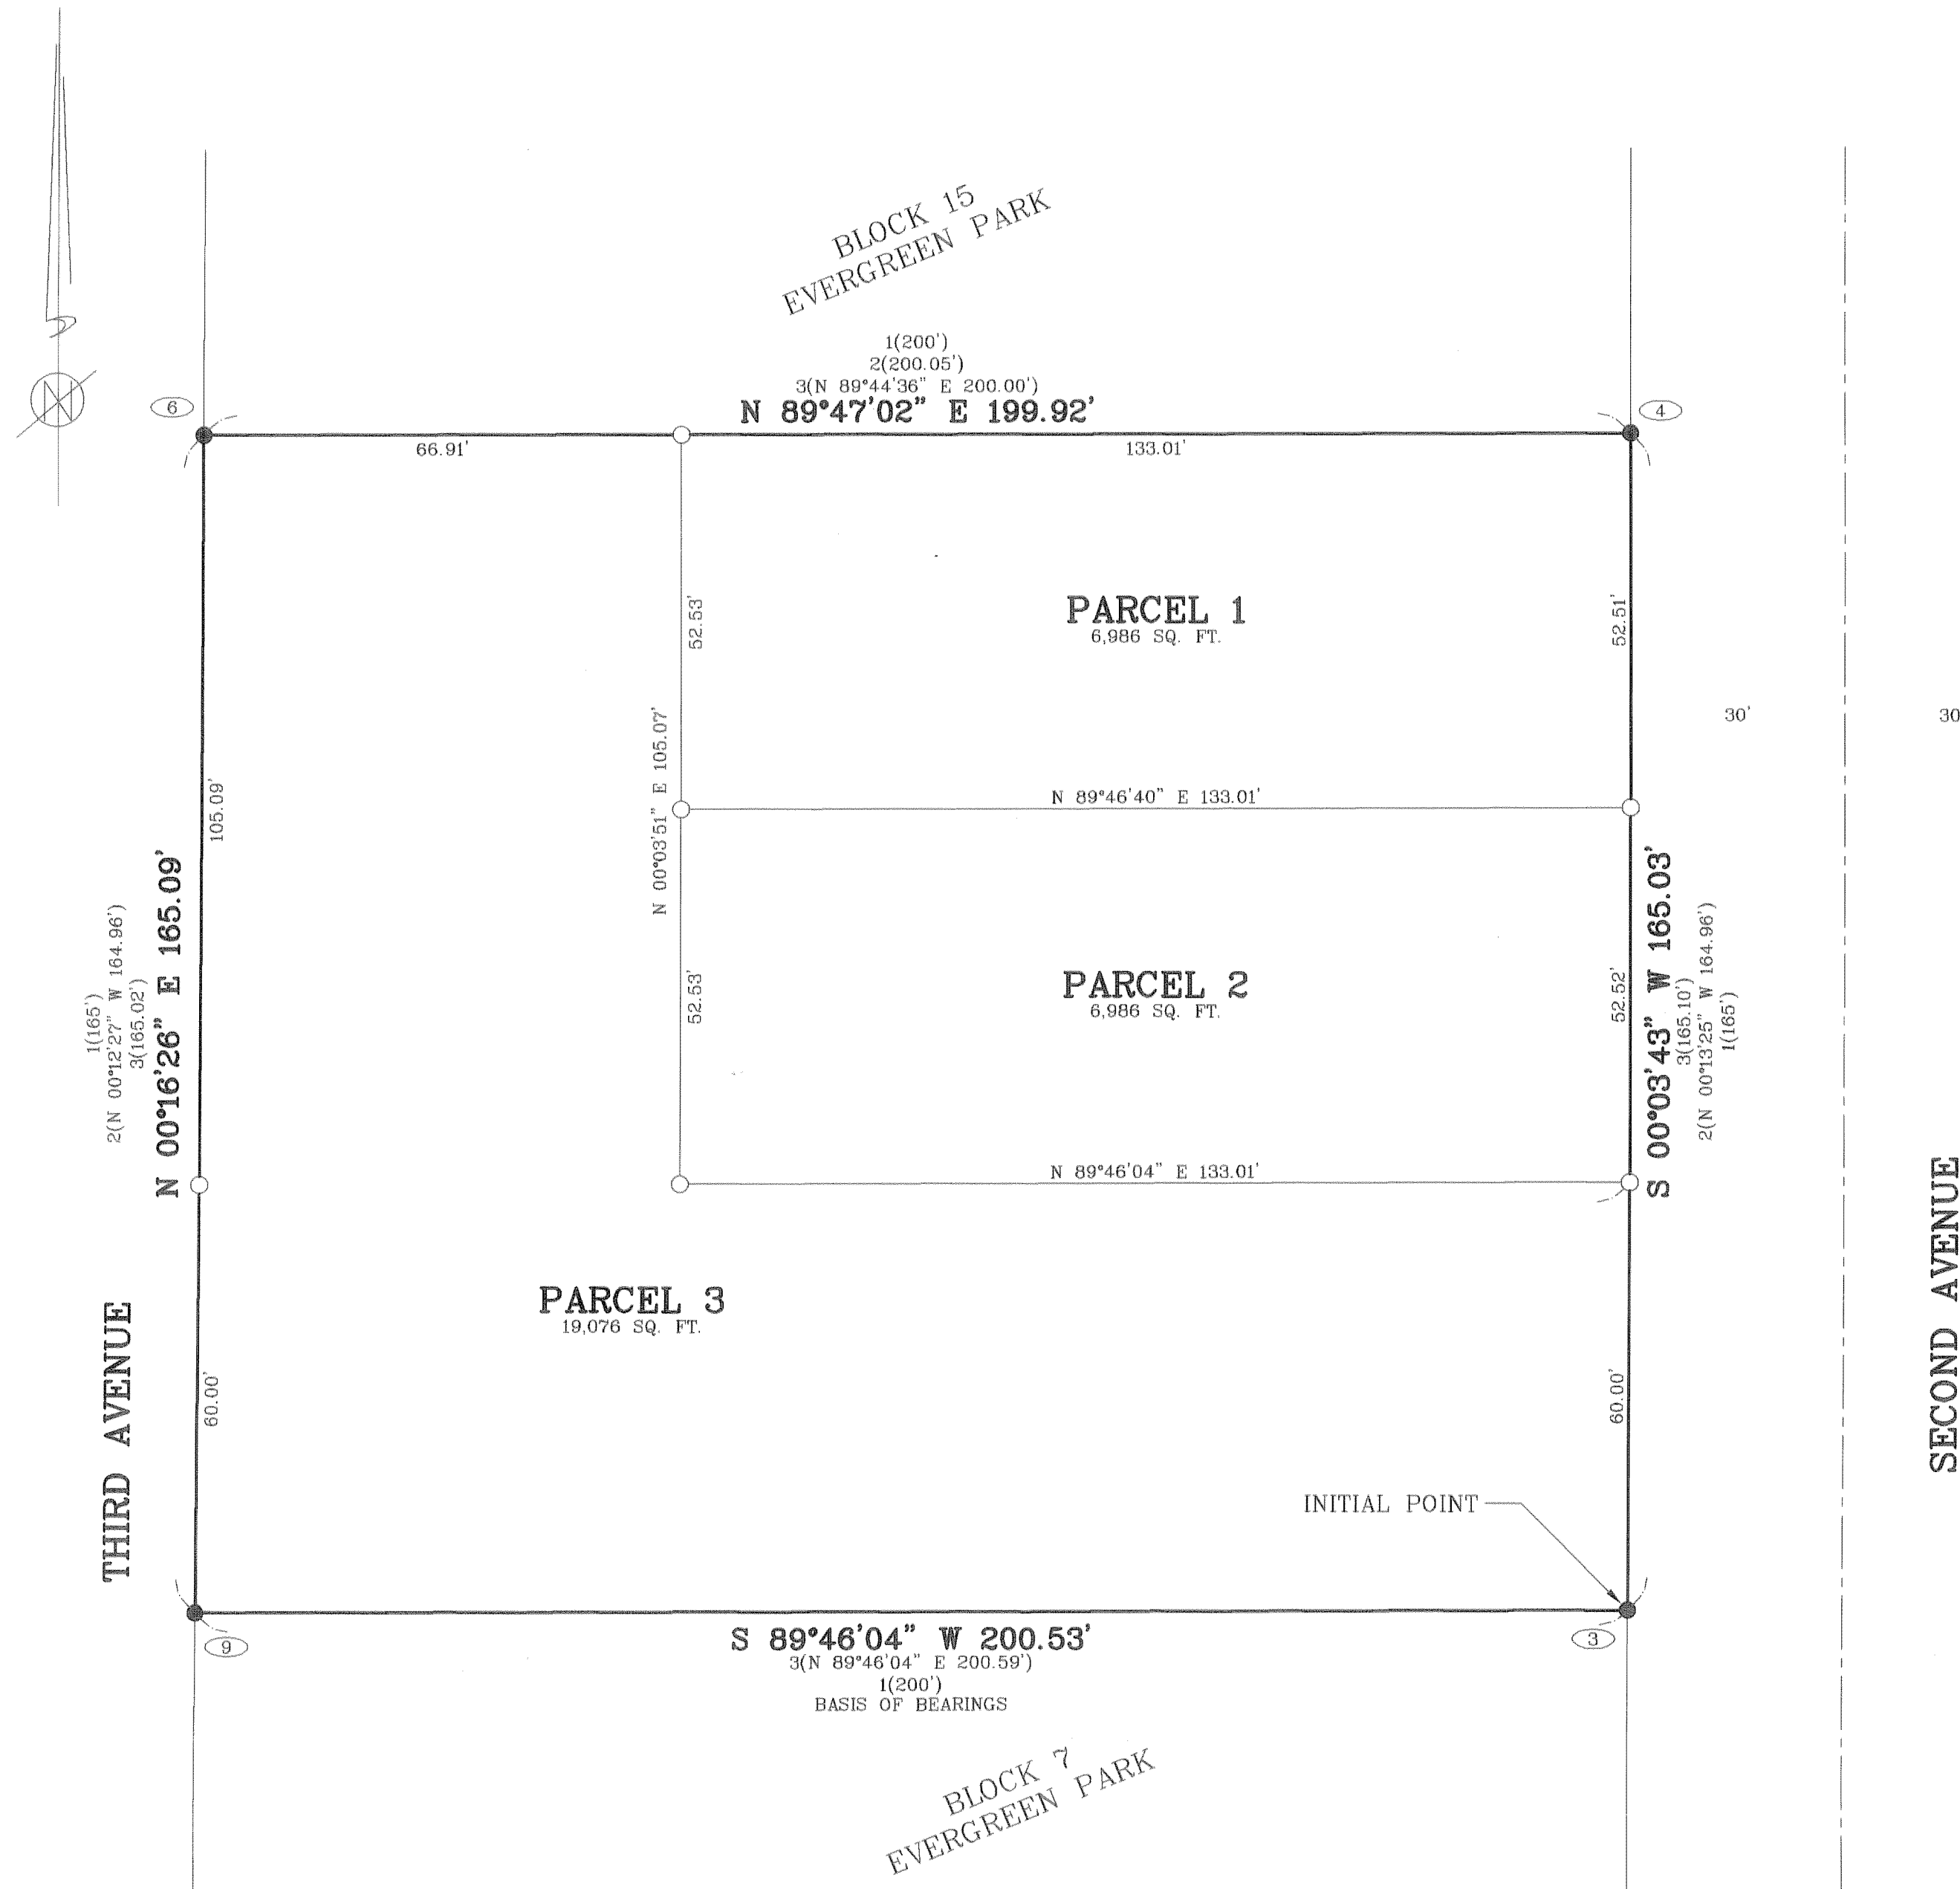 BLOCK 15
EVERGREEN PARK
1(200')
2(200.05')
3(N 89°44'36" E 200.00')
N 89°47'02" E 199.92'
6
4
N
66.91'
133.01'
52.53'
PARCEL 1
6,986 SQ. FT.
52.51'
30'
30
N 00°03'51" E 105.07'
N 89°46'40" E 133.01'
105.09'
1(165')
2(N 00°12'27" W 164.96')
3(165.02')
N 00°16'26" E 165.09'
52.53'
PARCEL 2
6,986 SQ. FT.
52.52'
S 00°03'43" W 165.03'
3(165.10')
2(N 00°13'25" W 164.96')
1(165')
N 89°46'04" E 133.01'
SECOND AVENUE
THIRD AVENUE
PARCEL 3
19,076 SQ. FT.
60.00'
60.00'
INITIAL POINT
9
3
S 89°46'04" W 200.53'
3(N 89°46'04" E 200.59')
1(200')
BASIS OF BEARINGS
BLOCK 7
EVERGREEN PARK